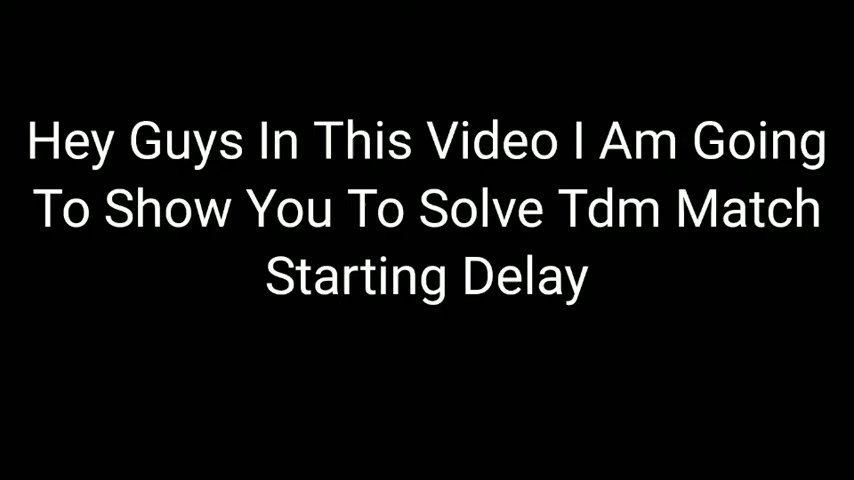 Hey Guys In This Video I Am Going
To Show You To Solve Tdm Match
Starting Delay